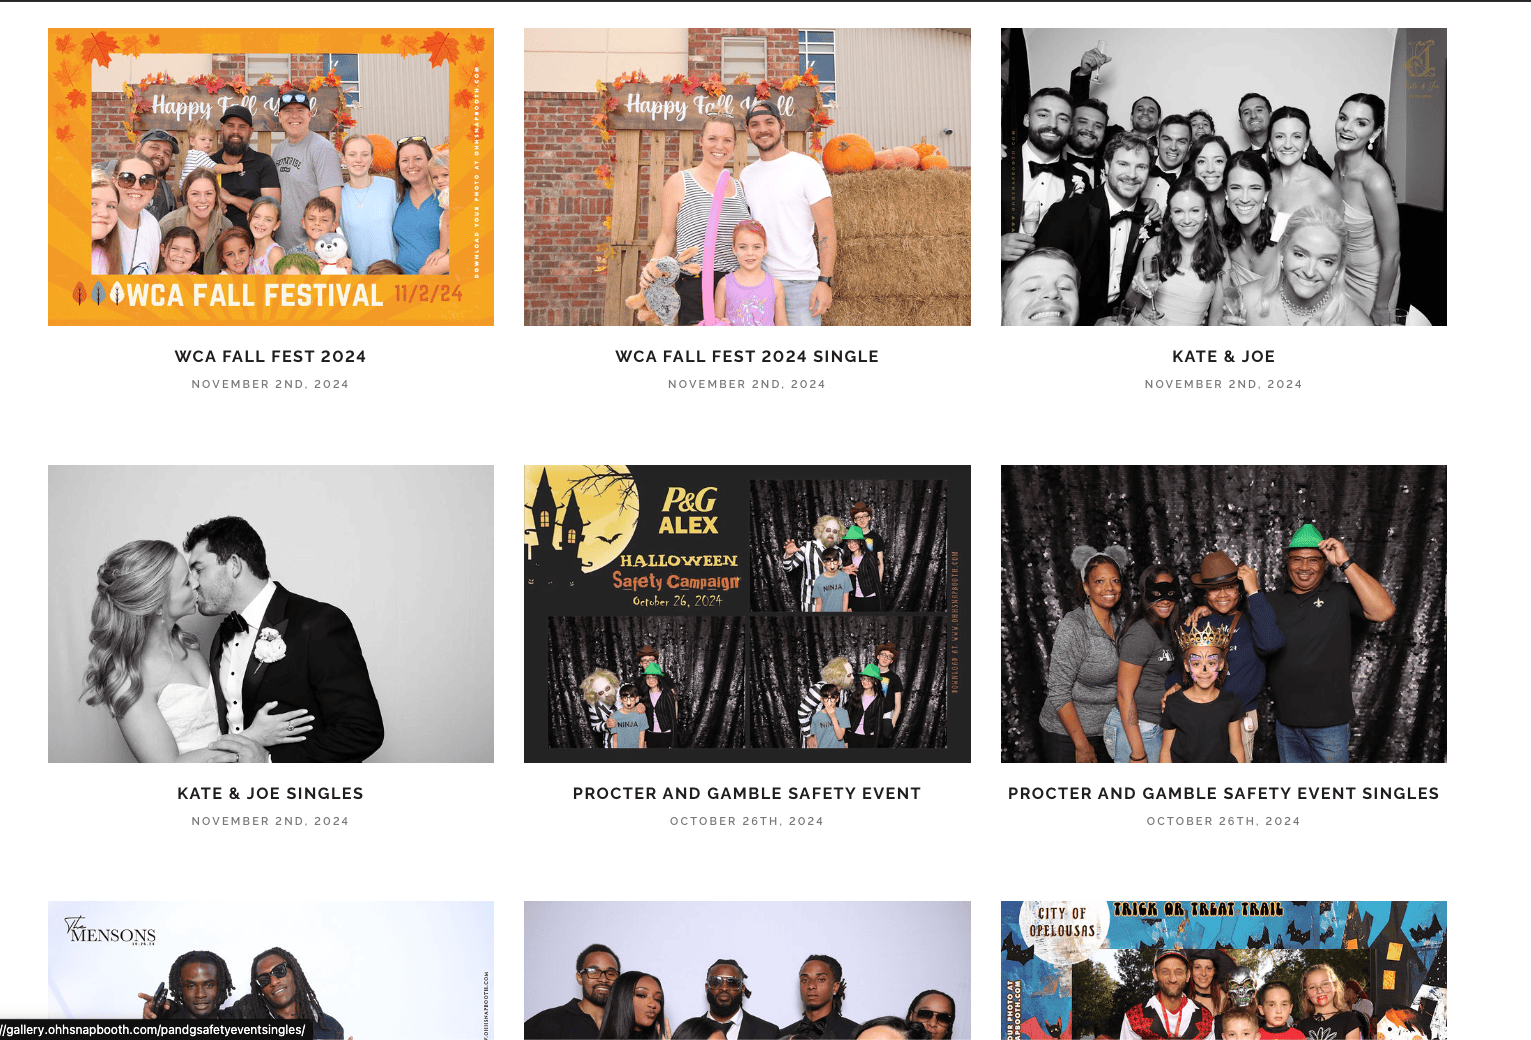 Happy Fall Y'all
DOWNLOAD YOUR PHOTO AT OHHSNAPBOOTH.COM
WCA FALL FESTIVAL 11/2/24
Happy Fall Y'all
WCA FALL FEST 2024
NOVEMBER 2ND, 2024
WCA FALL FEST 2024 SINGLE
NOVEMBER 2ND, 2024
KATE & JOE
NOVEMBER 2ND, 2024
P&G
ALEX
HALLOWEEN
Safety Campaign
October 26, 2024
NINJA
NINJA
NINJA
DOWNLOAD AT WWW.OHHSNAPBOOTH.COM
KATE & JOE SINGLES
NOVEMBER 2ND, 2024
PROCTER AND GAMBLE SAFETY EVENT
OCTOBER 26TH, 2024
PROCTER AND GAMBLE SAFETY EVENT SINGLES
OCTOBER 26TH, 2024
The
MENSONS
CITY OF
OPELOUSAS
TRICK OR TREAT TRAIL
//gallery.ohhsnapbooth.com/pandgsafetyeventsingles/